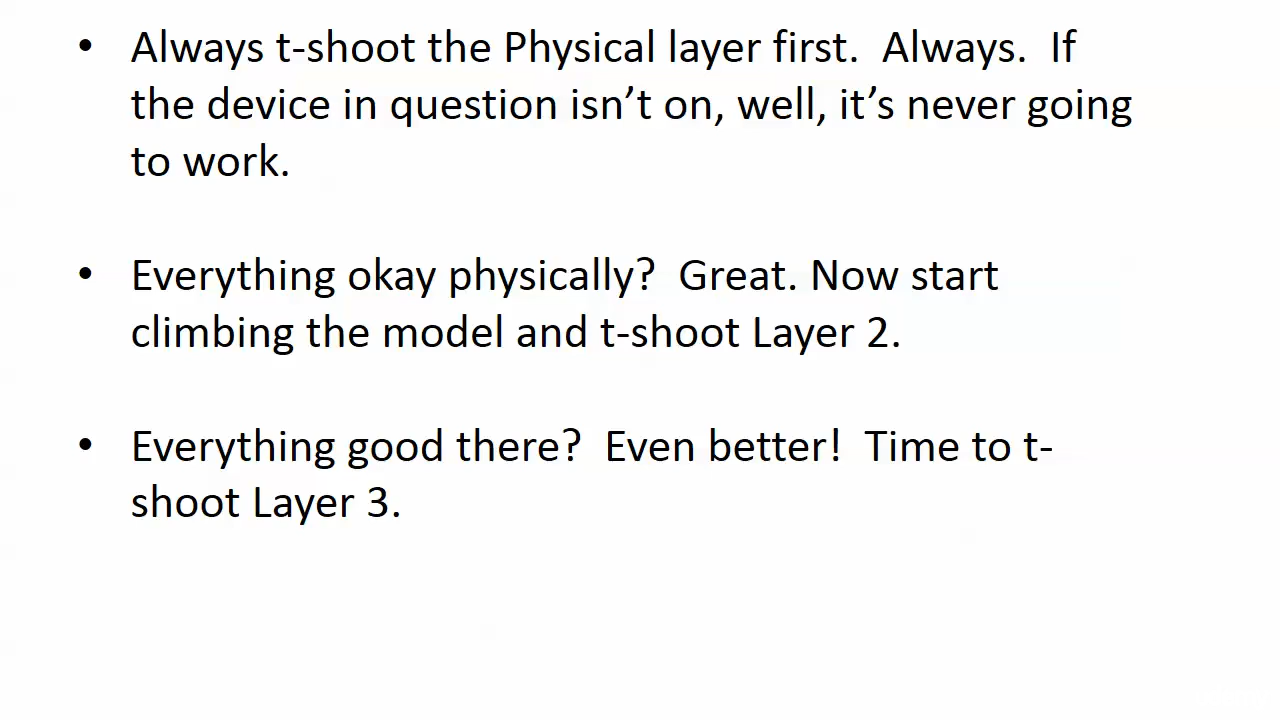 • Always t-shoot the Physical layer first.  Always.  If
the device in question isn’t on, well, it’s never going
to work.
• Everything okay physically?  Great. Now start
climbing the model and t-shoot Layer 2.
• Everything good there?  Even better!  Time to t-
shoot Layer 3.